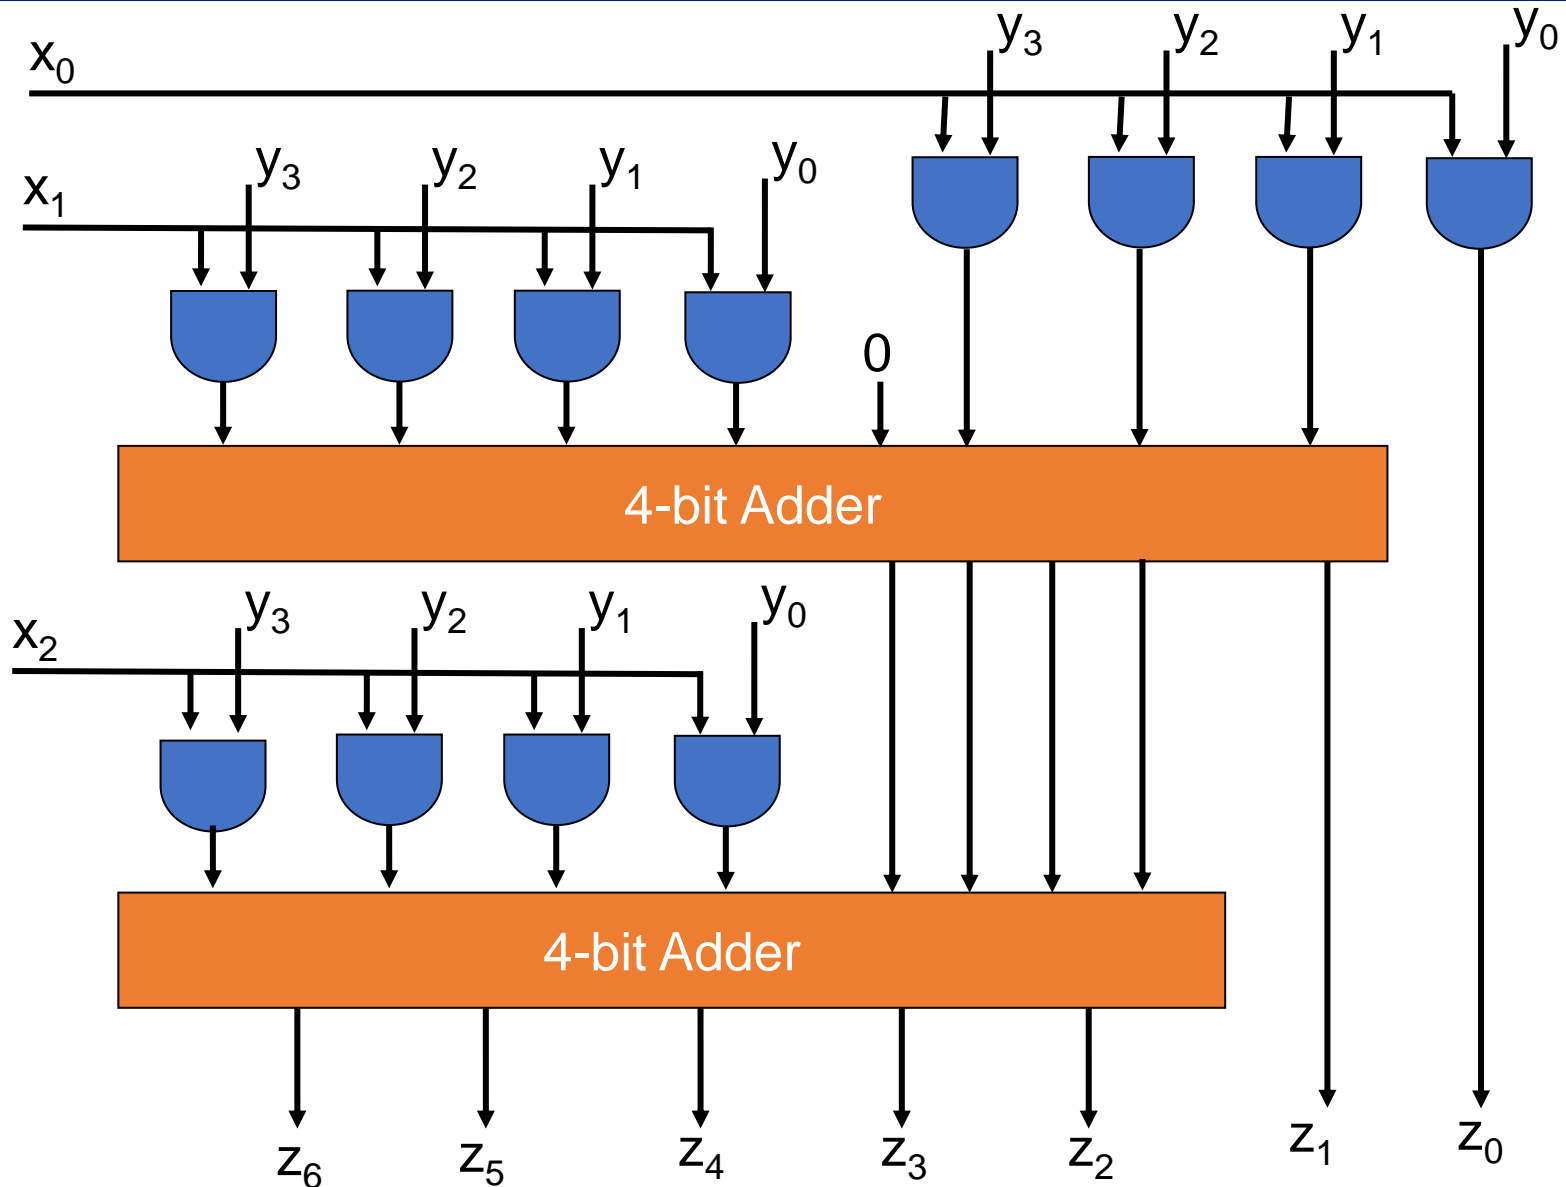 y₃ y₂ y₁ y₀
x₀
y₃ y₂ y₁ y₀
x₁
0
4-bit Adder
y₃ y₂ y₁ y₀
x₂
4-bit Adder
z₆ z₅ z₄ z₃ z₂ z₁ z₀